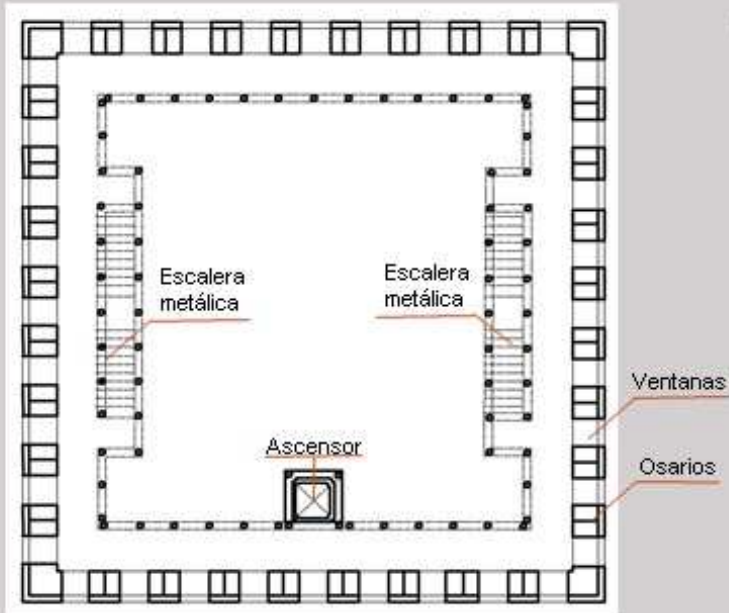 Escalera
metálica
Escalera
metálica
Ventanas
Ascensor
Osarios